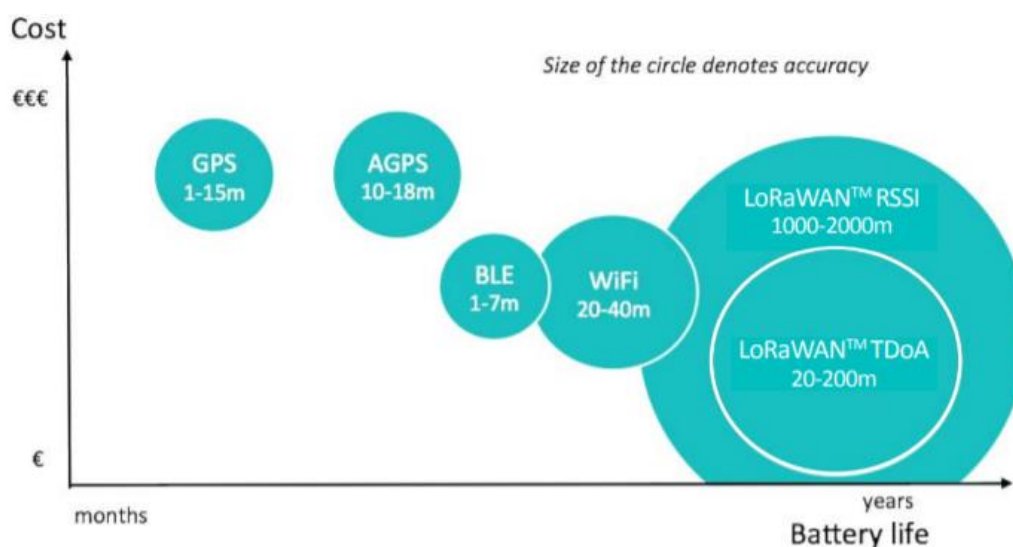 Cost
Size of the circle denotes accuracy
€€€
GPS
1-15m
AGPS
10-18m
LoRaWAN™ RSSI
1000-2000m
BLE
1-7m
WiFi
20-40m
LoRaWAN™ TDoA
20-200m
€
months
years
Battery life